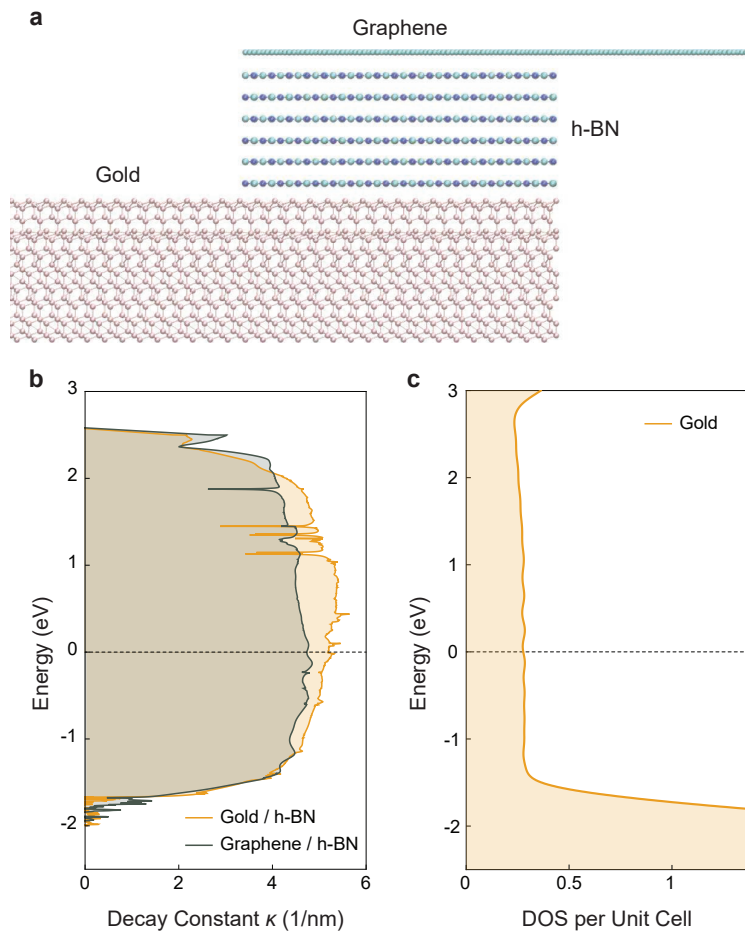 a
Graphene
h-BN
Gold
b
3
2
1
0
-1
-2
Energy (eV)
Gold / h-BN
Graphene / h-BN
0 2 4 6
Decay Constant κ (1/nm)
c
3
2
1
0
-1
-2
Energy (eV)
Gold
0 0.5 1
DOS per Unit Cell